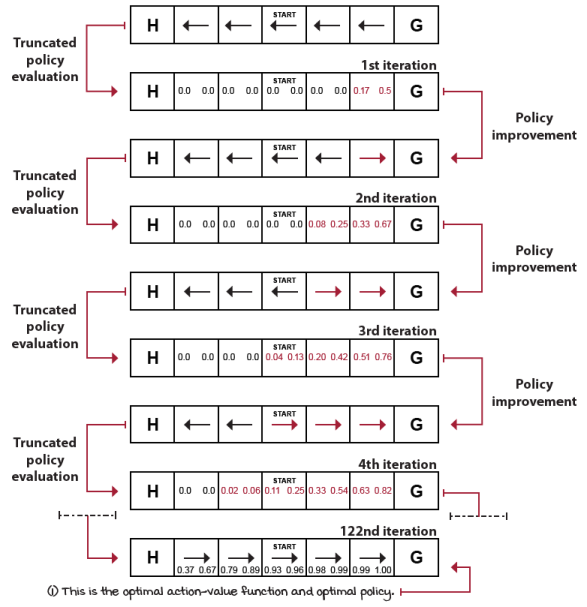 H START G
Truncated
policy
evaluation
1st iteration
H 0.0 0.0 0.0 0.0 START 0.0 0.0 0.0 0.0 0.17 0.5 G
Policy
improvement
H START G
Truncated
policy
evaluation
2nd iteration
H 0.0 0.0 0.0 0.0 START 0.0 0.0 0.08 0.25 0.33 0.67 G
Policy
improvement
H START G
Truncated
policy
evaluation
3rd iteration
H 0.0 0.0 0.0 0.0 START 0.04 0.13 0.20 0.42 0.51 0.76 G
Policy
improvement
H START G
Truncated
policy
evaluation
4th iteration
H 0.0 0.0 0.02 0.06 START 0.11 0.25 0.33 0.54 0.63 0.82 G
122nd iteration
H START G
0.37 0.67 0.79 0.89 0.93 0.96 0.98 0.99 0.99 1.00
(1) This is the optimal action-value function and optimal policy.